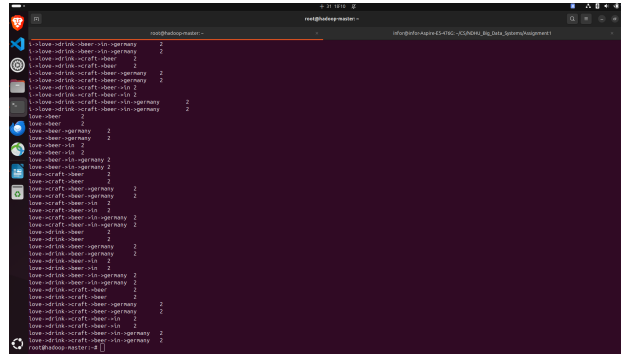 + 31 18:18
root@hadoop-master: ~
root@hadoop-master: ~
infor@infor-Aspire-E5-476G: ~/CS/NDHU_Big_Data_Systems/Assignment1
i->love->drink->beer->in->germany 2
i->love->drink->craft->beer 2
i->love->drink->craft->beer 2
i->love->drink->craft->beer->germany 2
i->love->drink->craft->beer->germany 2
i->love->drink->craft->beer->in 2
i->love->drink->craft->beer->in 2
i->love->drink->craft->beer->in->germany 2
i->love->drink->craft->beer->in->germany 2
love->beer 2
love->beer 2
love->beer->germany 2
love->beer->germany 2
love->beer->in 2
love->beer->in 2
love->beer->in->germany 2
love->beer->in->germany 2
love->craft->beer 2
love->craft->beer 2
love->craft->beer->germany 2
love->craft->beer->germany 2
love->craft->beer->in 2
love->craft->beer->in 2
love->craft->beer->in->germany 2
love->craft->beer->in->germany 2
love->drink->beer 2
love->drink->beer 2
love->drink->beer->germany 2
love->drink->beer->germany 2
love->drink->beer->in 2
love->drink->beer->in 2
love->drink->beer->in->germany 2
love->drink->beer->in->germany 2
love->drink->craft->beer 2
love->drink->craft->beer 2
love->drink->craft->beer->germany 2
love->drink->craft->beer->germany 2
love->drink->craft->beer->in 2
love->drink->craft->beer->in 2
love->drink->craft->beer->in->germany 2
love->drink->craft->beer->in->germany 2
root@hadoop-master:~#